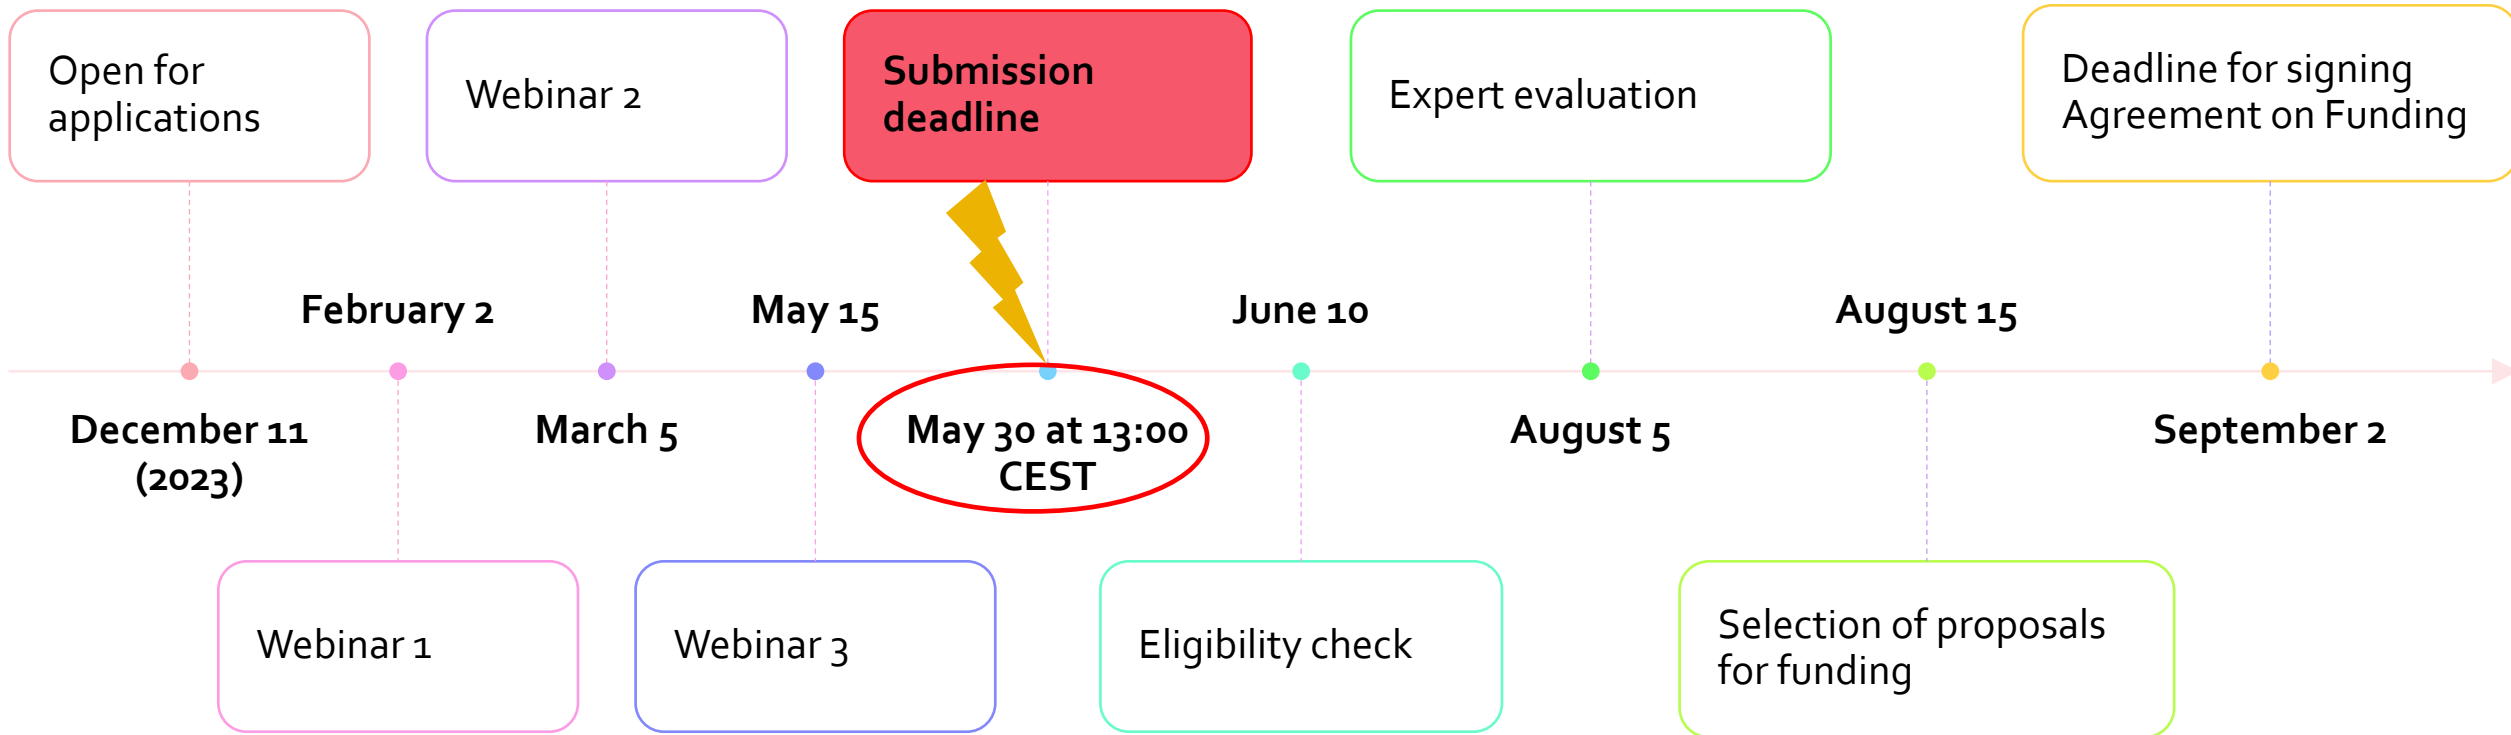 Open for
applications
Webinar 2
Submission
deadline
Expert evaluation
Deadline for signing
Agreement on Funding
February 2
May 15
June 10
August 15
December 11
(2023)
March 5
May 30 at 13:00
CEST
August 5
September 2
Webinar 1
Webinar 3
Eligibility check
Selection of proposals
for funding